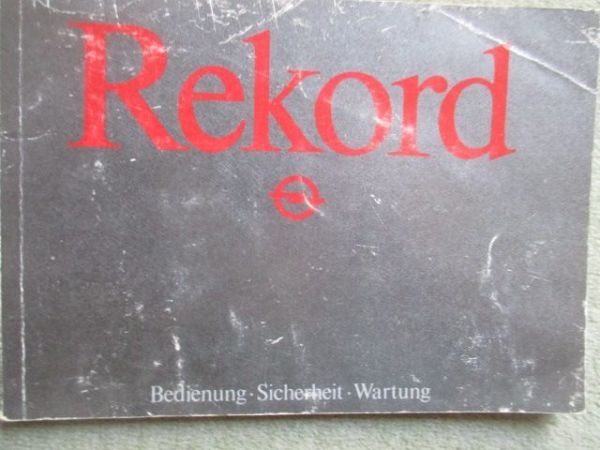 Rekord
Bedienung · Sicherheit · Wartung